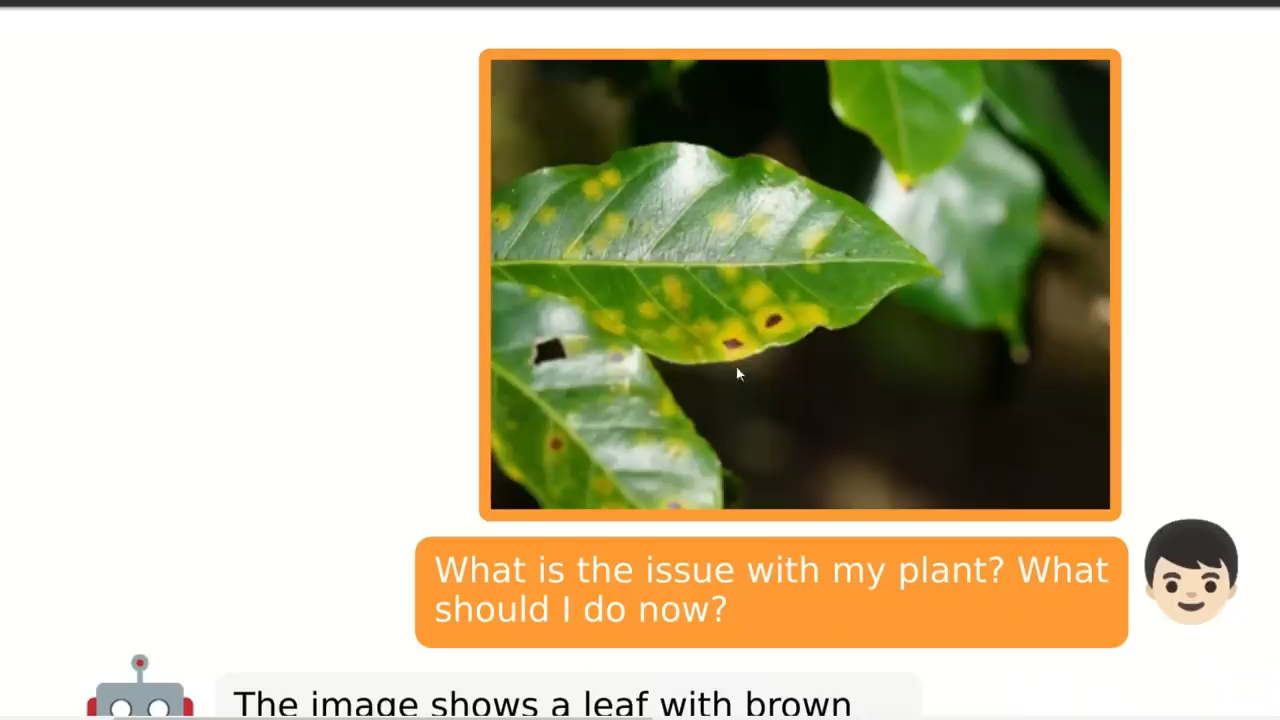 What is the issue with my plant? What
should I do now?
The image shows a leaf with brown